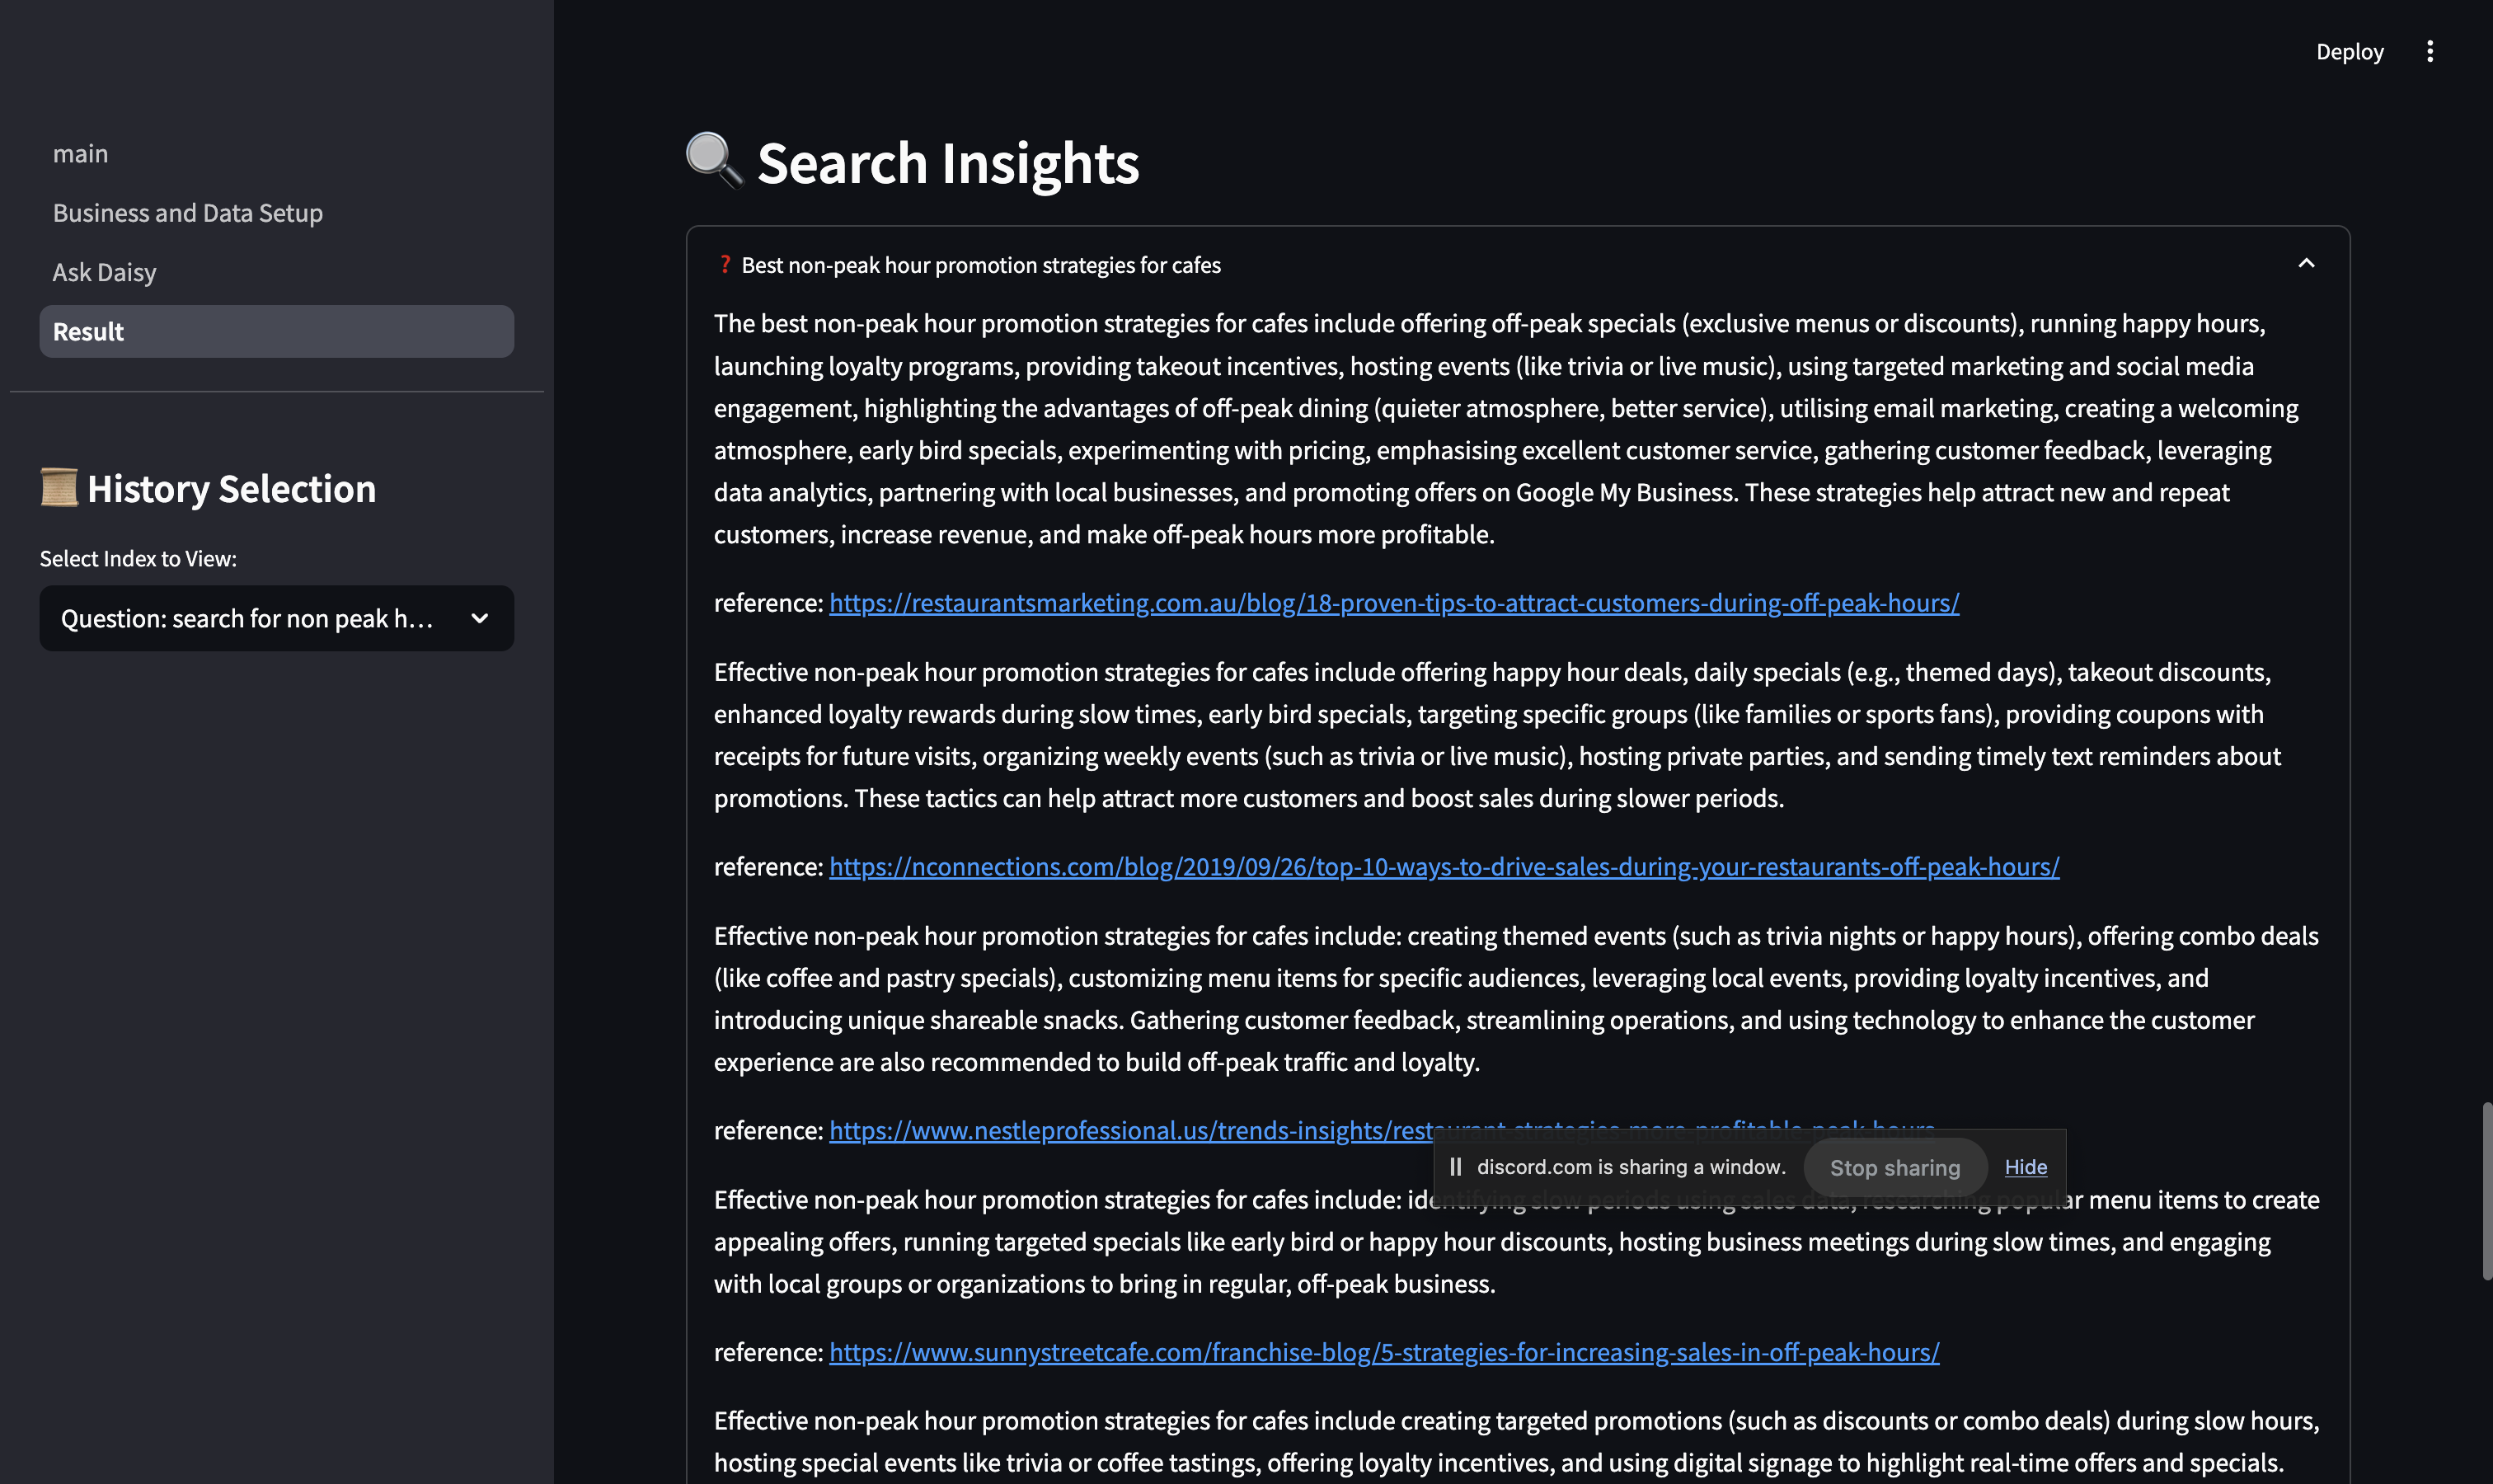 Deploy
main
Business and Data Setup
Ask Daisy
Result
History Selection
Select Index to View:
Question: search for non peak h...
Search Insights
Best non-peak hour promotion strategies for cafes
The best non-peak hour promotion strategies for cafes include offering off-peak specials (exclusive menus or discounts), running happy hours,
launching loyalty programs, providing takeout incentives, hosting events (like trivia or live music), using targeted marketing and social media
engagement, highlighting the advantages of off-peak dining (quieter atmosphere, better service), utilising email marketing, creating a welcoming
atmosphere, early bird specials, experimenting with pricing, emphasising excellent customer service, gathering customer feedback, leveraging
data analytics, partnering with local businesses, and promoting offers on Google My Business. These strategies help attract new and repeat
customers, increase revenue, and make off-peak hours more profitable.
reference: https://restaurantsmarketing.com.au/blog/18-proven-tips-to-attract-customers-during-off-peak-hours/
Effective non-peak hour promotion strategies for cafes include offering happy hour deals, daily specials (e.g., themed days), takeout discounts,
enhanced loyalty rewards during slow times, early bird specials, targeting specific groups (like families or sports fans), providing coupons with
receipts for future visits, organizing weekly events (such as trivia or live music), hosting private parties, and sending timely text reminders about
promotions. These tactics can help attract more customers and boost sales during slower periods.
reference: https://nconnections.com/blog/2019/09/26/top-10-ways-to-drive-sales-during-your-restaurants-off-peak-hours/
Effective non-peak hour promotion strategies for cafes include: creating themed events (such as trivia nights or happy hours), offering combo deals
(like coffee and pastry specials), customizing menu items for specific audiences, leveraging local events, providing loyalty incentives, and
introducing unique shareable snacks. Gathering customer feedback, streamlining operations, and using technology to enhance the customer
experience are also recommended to build off-peak traffic and loyalty.
reference: https://www.nestleprofessional.us/trends-insights/restaurant-strategies-more-profitable-peak-hours
discord.com is sharing a window.
Stop sharing
Hide
Effective non-peak hour promotion strategies for cafes include: identifying slow periods using sales data, researching popular menu items to create
appealing offers, running targeted specials like early bird or happy hour discounts, hosting business meetings during slow times, and engaging
with local groups or organizations to bring in regular, off-peak business.
reference: https://www.sunnystreetcafe.com/franchise-blog/5-strategies-for-increasing-sales-in-off-peak-hours/
Effective non-peak hour promotion strategies for cafes include creating targeted promotions (such as discounts or combo deals) during slow hours,
hosting special events like trivia or coffee tastings, offering loyalty incentives, and using digital signage to highlight real-time offers and specials.